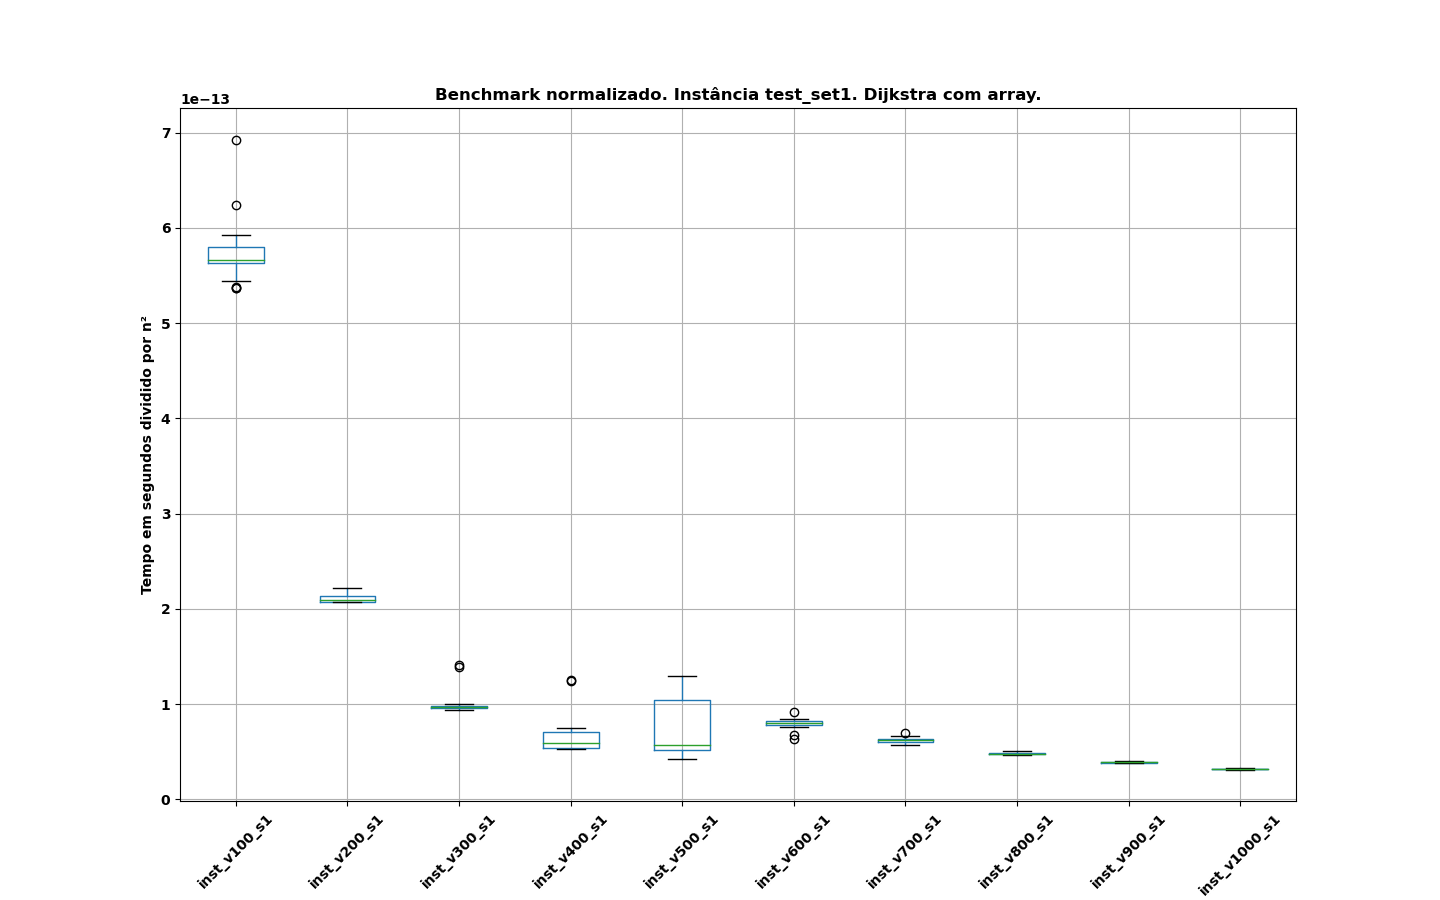 Benchmark normalizado. Instância test_set1. Dijkstra com array.
1e−13
7
6
5
4
3
2
1
0
Tempo em segundos dividido por n²
inst_v100_s1
inst_v200_s1
inst_v300_s1
inst_v400_s1
inst_v500_s1
inst_v600_s1
inst_v700_s1
inst_v800_s1
inst_v900_s1
inst_v1000_s1